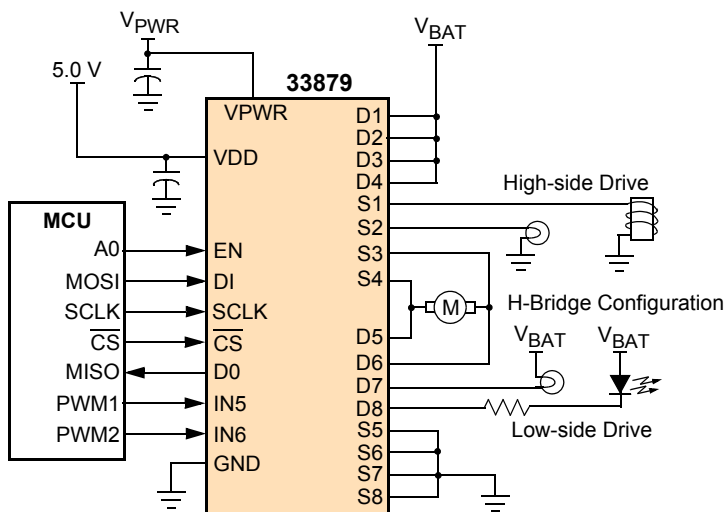 VPWR
VBAT
5.0 V
33879
VPWR
VDD
D1
D2
D3
D4
S1
S2
S3
S4
D5
D6
D7
D8
S5
S6
S7
S8
High-side Drive
MCU
A0
MOSI
SCLK
CS
MISO
PWM1
PWM2
EN
DI
SCLK
CS
D0
IN5
IN6
GND
M
H-Bridge Configuration
VBAT
VBAT
Low-side Drive